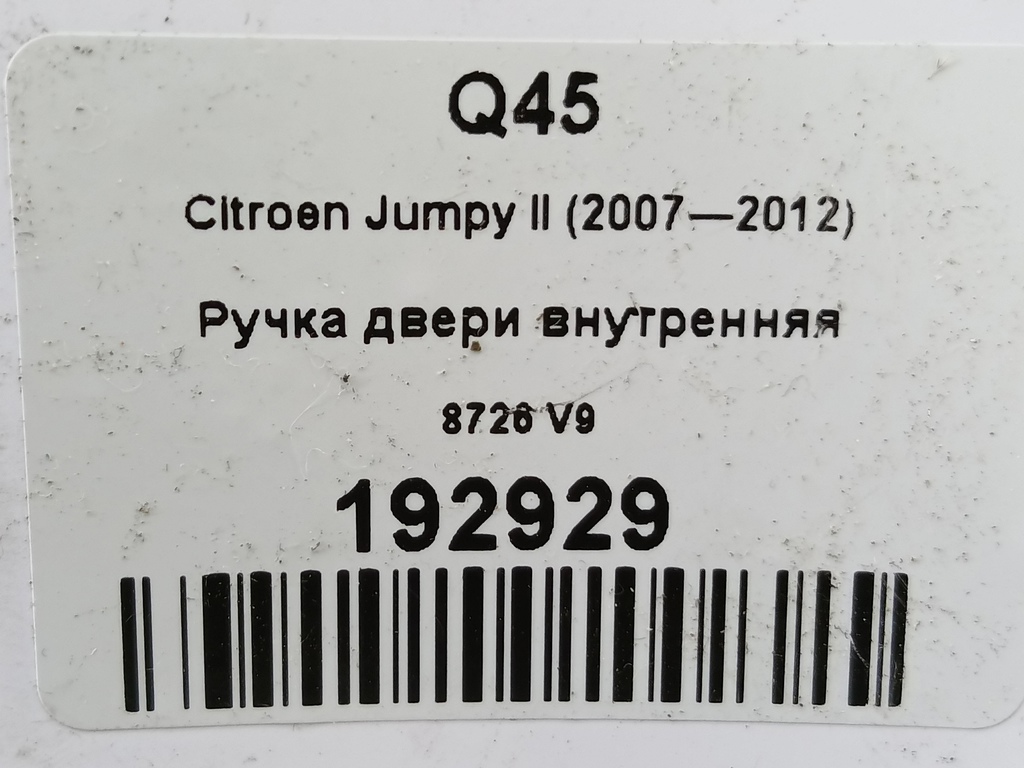 Q45
Citroen Jumpy II (2007—2012)
Ручка двери внутренняя
8726 V9
192929